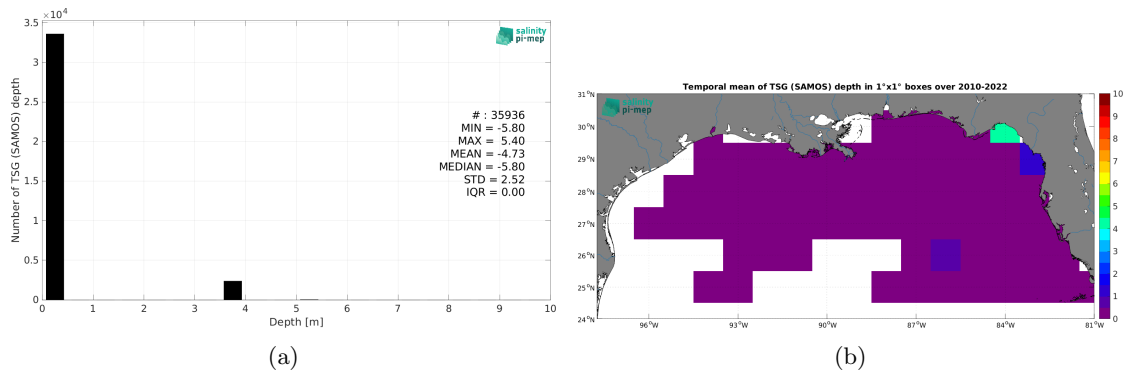 ×10⁴
3.5
3
2.5
2
1.5
1
0.5
0
Number of TSG (SAMOS) depth
salinity
pi-mep
# : 35936
MIN = -5.80
MAX = 5.40
MEAN = -4.73
MEDIAN = -5.80
STD = 2.52
IQR = 0.00
0 1 2 3 4 5 6 7 8 9 10
Depth [m]
(a)
Temporal mean of TSG (SAMOS) depth in 1°x1° boxes over 2010-2022
salinity
pi-mep
31°N
30°N
29°N
28°N
27°N
26°N
25°N
24°N
96°W 93°W 90°W 87°W 84°W 81°W
10
9
8
7
6
5
4
3
2
1
0
(b)